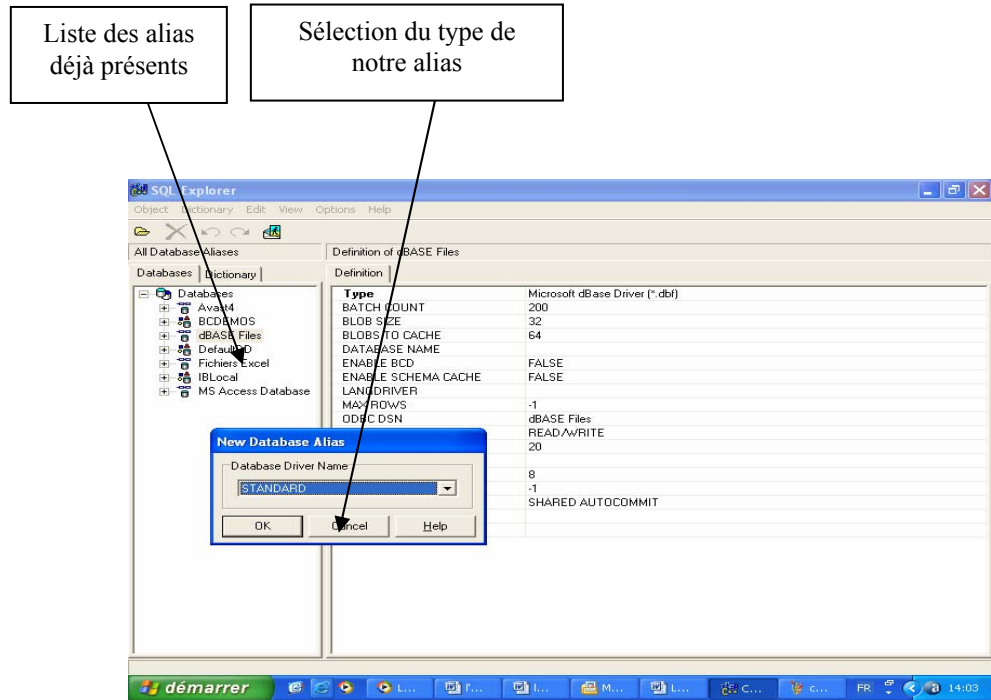 Liste des alias
déjà présents
Sélection du type de
notre alias
SQL Explorer
Object Dictionary Edit View Options Help
All Database Aliases
Definition of dBASE Files
Databases Dictionary
Definition
Databases
Avast4
BCDEMOS
dBASE Files
DefaultDD
Fichiers Excel
IBLocal
MS Access Database
Type Microsoft dBase Driver (*.dbf)
BATCH COUNT 200
BLOB SIZE 32
BLOBS TO CACHE 64
DATABASE NAME
ENABLE BCD FALSE
ENABLE SCHEMA CACHE FALSE
LANGDRIVER
MAX ROWS -1
ODBC DSN dBASE Files
READ/WRITE
20
8
-1
SHARED AUTOCOMMIT
New Database Alias
Database Driver Name
STANDARD
OK Cancel Help
démarrer L... l'... l... M... L... C... c... FR 14:03